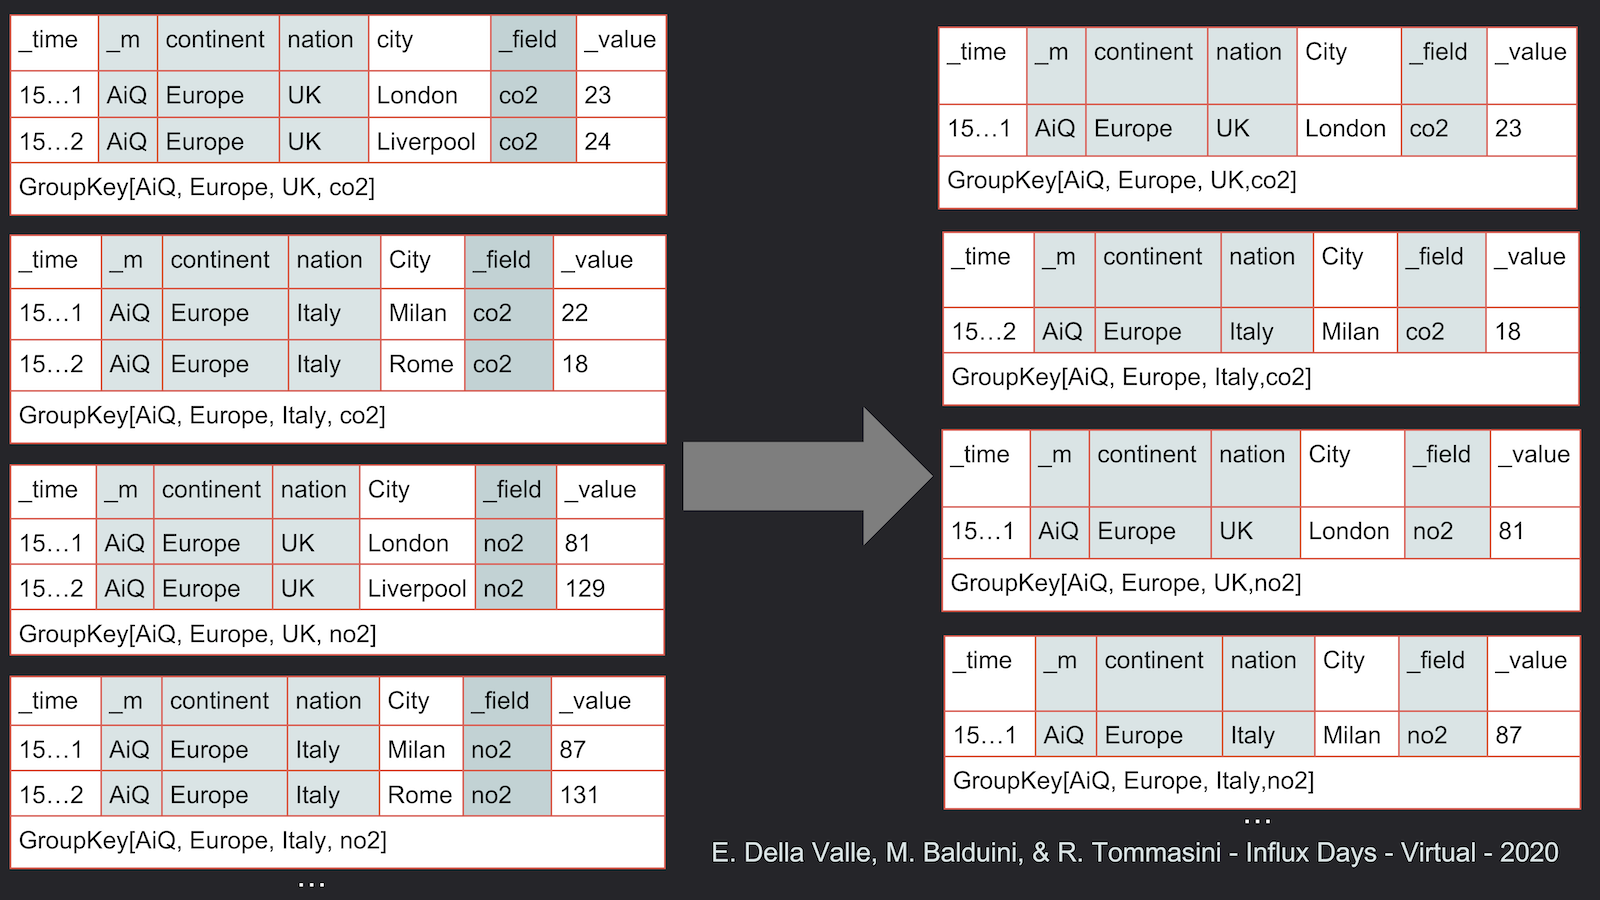 _time _m continent nation city _field _value
15…1 AiQ Europe UK London co2 23
15…2 AiQ Europe UK Liverpool co2 24
GroupKey[AiQ, Europe, UK, co2]
_time _m continent nation City _field _value
15…1 AiQ Europe Italy Milan co2 22
15…2 AiQ Europe Italy Rome co2 18
GroupKey[AiQ, Europe, Italy, co2]
_time _m continent nation City _field _value
15…1 AiQ Europe UK London no2 81
15…2 AiQ Europe UK Liverpool no2 129
GroupKey[AiQ, Europe, UK, no2]
_time _m continent nation City _field _value
15…1 AiQ Europe Italy Milan no2 87
15…2 AiQ Europe Italy Rome no2 131
GroupKey[AiQ, Europe, Italy, no2]
…
_time _m continent nation City _field _value
15…1 AiQ Europe UK London co2 23
GroupKey[AiQ, Europe, UK,co2]
_time _m continent nation City _field _value
15…2 AiQ Europe Italy Milan co2 18
GroupKey[AiQ, Europe, Italy,co2]
_time _m continent nation City _field _value
15…1 AiQ Europe UK London no2 81
GroupKey[AiQ, Europe, UK,no2]
_time _m continent nation City _field _value
15…1 AiQ Europe Italy Milan no2 87
GroupKey[AiQ, Europe, Italy,no2]
…
E. Della Valle, M. Balduini, & R. Tommasini - Influx Days - Virtual - 2020